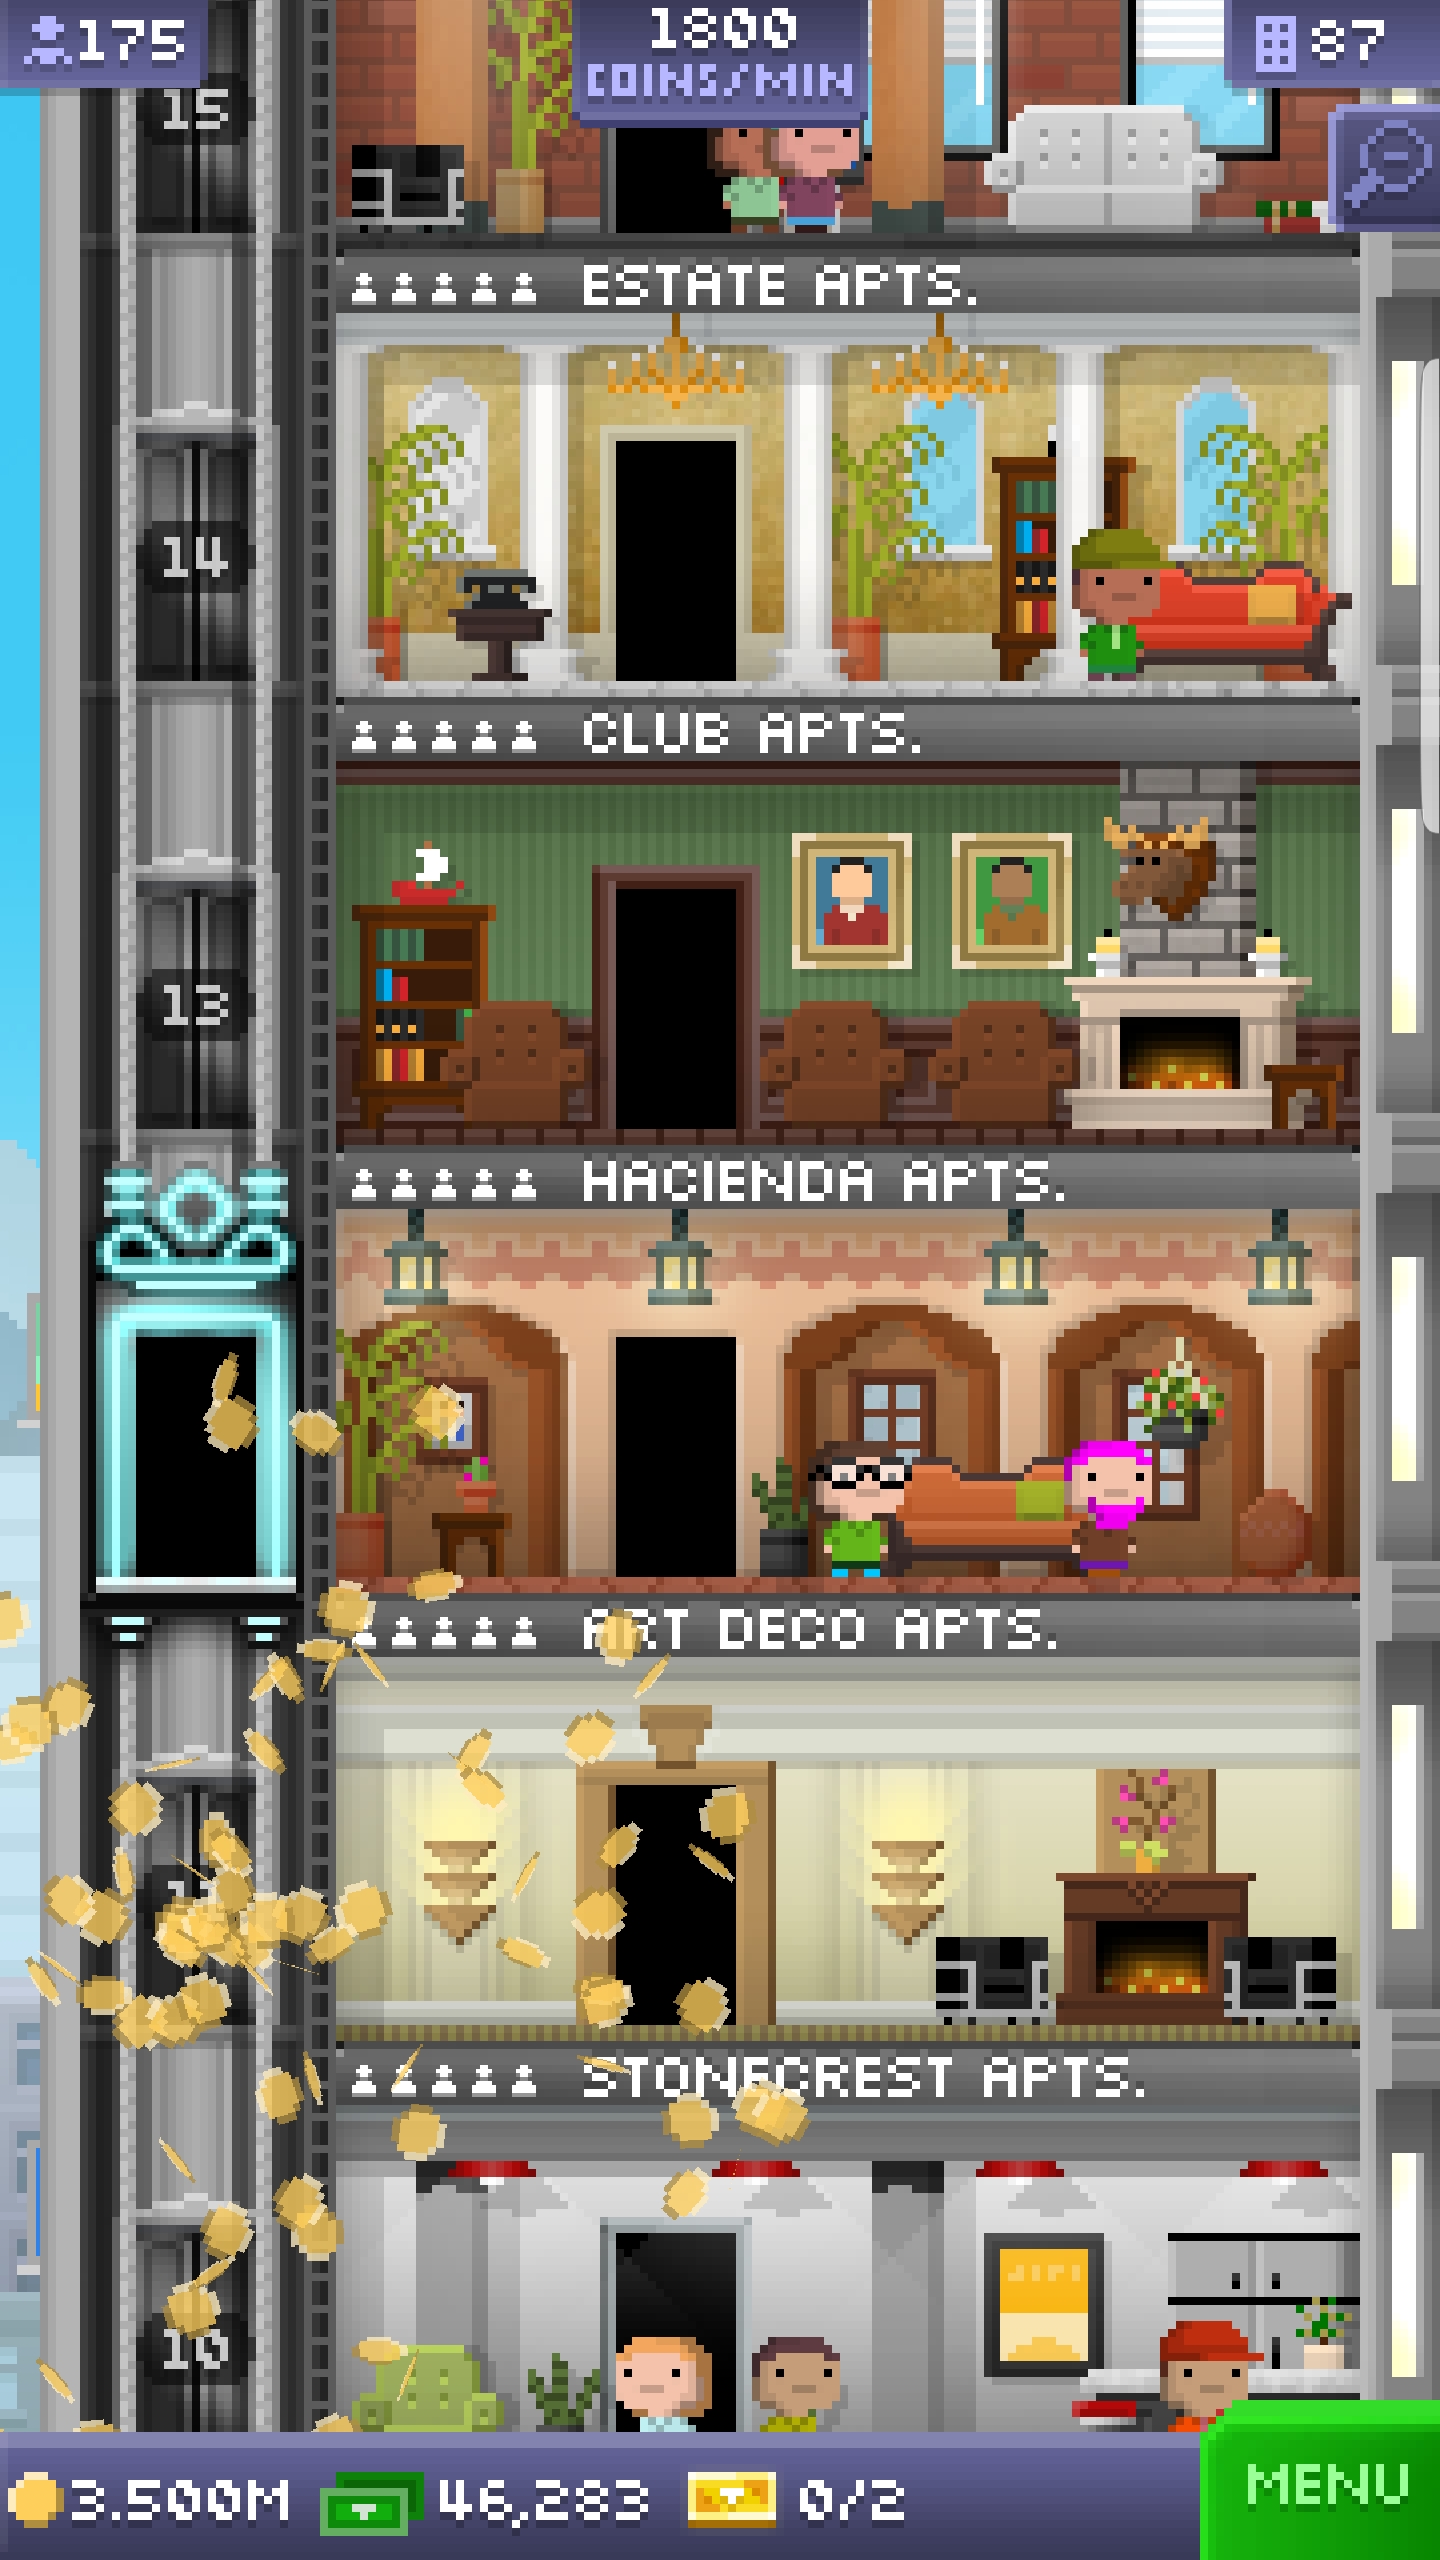 175
1800
COINS/MIN
87
15
ESTATE APTS.
14
CLUB APTS.
13
HACIENDA APTS.
ART DECO APTS.
STONECREST APTS.
10
3.500M
46,283
0/2
MENU